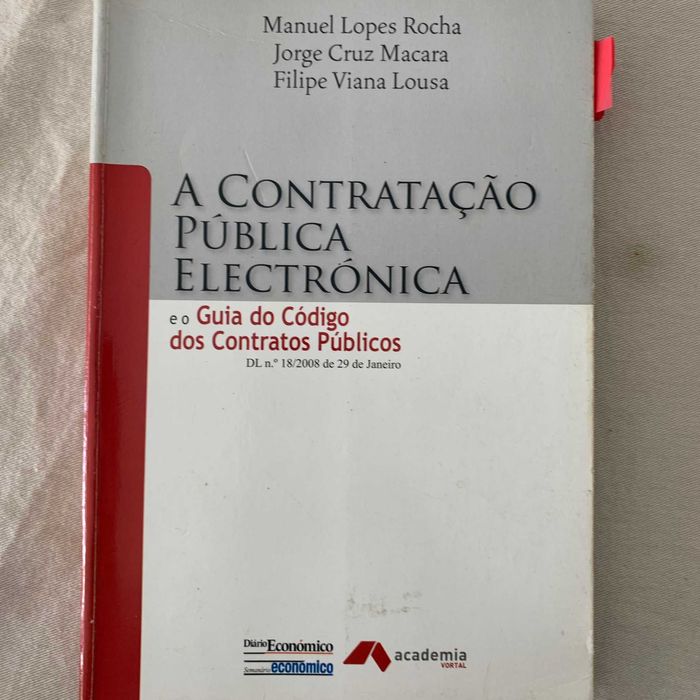 Manuel Lopes Rocha
Jorge Cruz Macara
Filipe Viana Lousa
A CONTRATAÇÃO
PÚBLICA
ELECTRÓNICA
e o Guia do Código
dos Contratos Públicos
DL n.º 18/2008 de 29 de Janeiro
Diário Económico
Semanário económico
academia
VORTAL